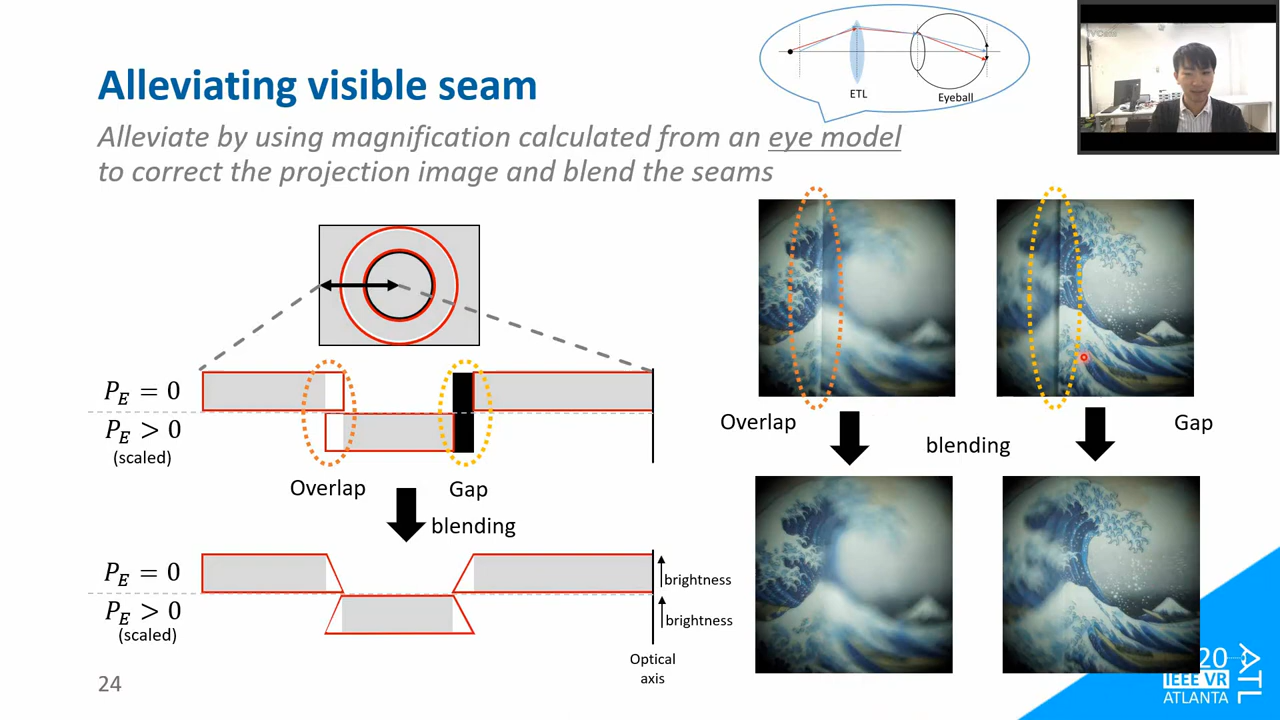 Alleviating visible seam
Alleviate by using magnification calculated from an eye model
to correct the projection image and blend the seams
ETL
Eyeball
P_E = 0
P_E > 0
(scaled)
Overlap
Gap
blending
P_E = 0
P_E > 0
(scaled)
brightness
brightness
Optical
axis
Overlap
blending
Gap
24
20
IEEE VR
ATLANTA
ATL